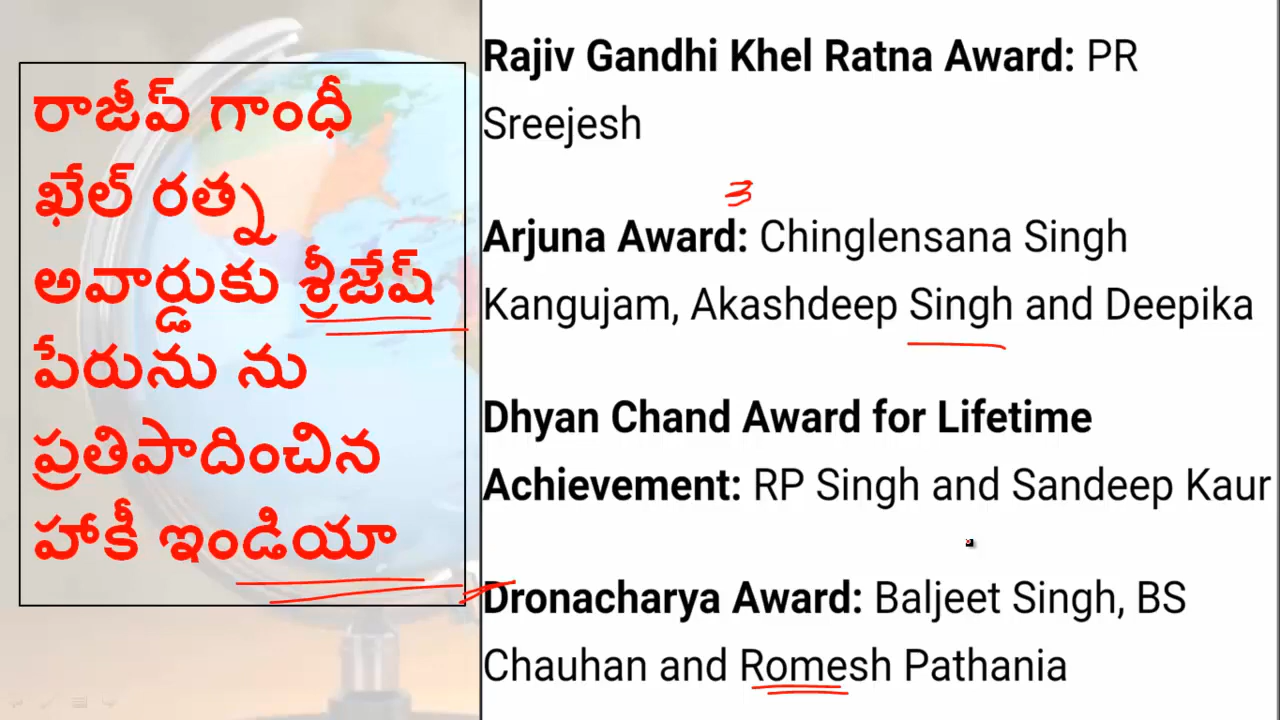 రాజీవ్ గాంధీ
ఖేల్ రత్న
అవార్డుకు శ్రీజేష్
పేరును ను
ప్రతిపాదించిన
హాకీ ఇండియా
Rajiv Gandhi Khel Ratna Award: PR
Sreejesh
3
Arjuna Award: Chinglensana Singh
Kangujam, Akashdeep Singh and Deepika
Dhyan Chand Award for Lifetime
Achievement: RP Singh and Sandeep Kaur
Dronacharya Award: Baljeet Singh, BS
Chauhan and Romesh Pathania